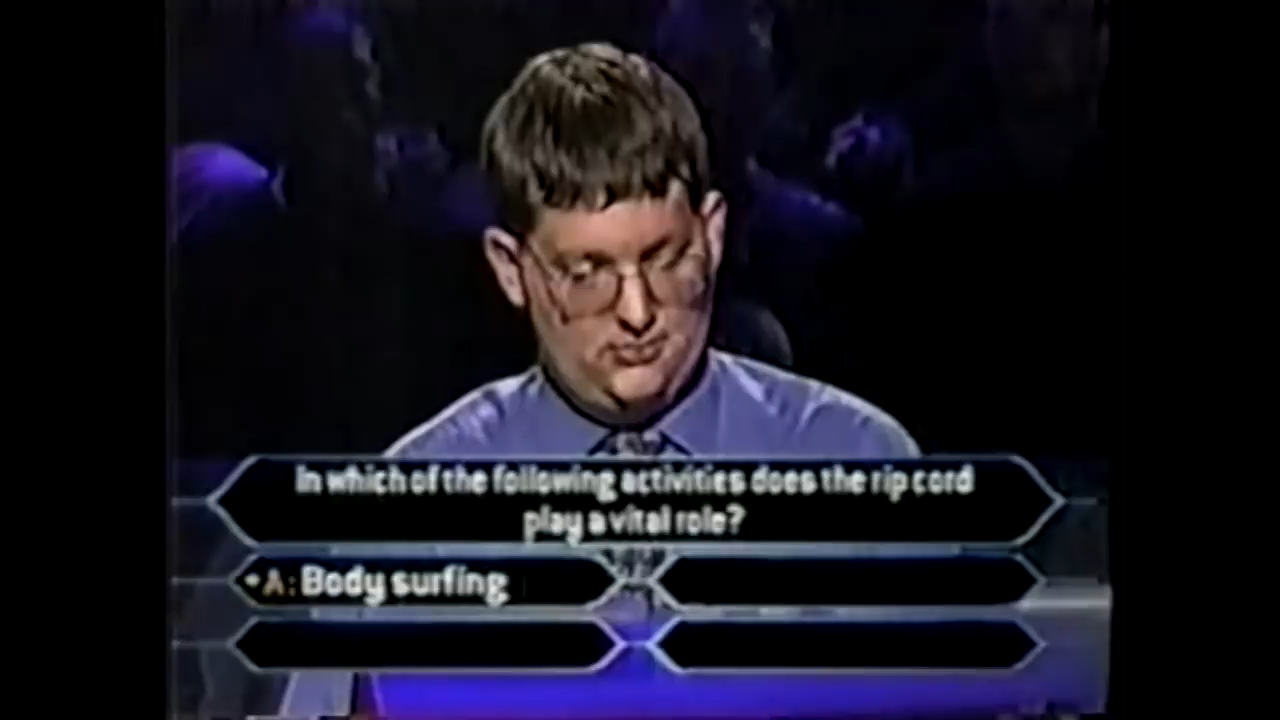 In which of the following activities does the rip cord
play a vital role?
A: Body surfing